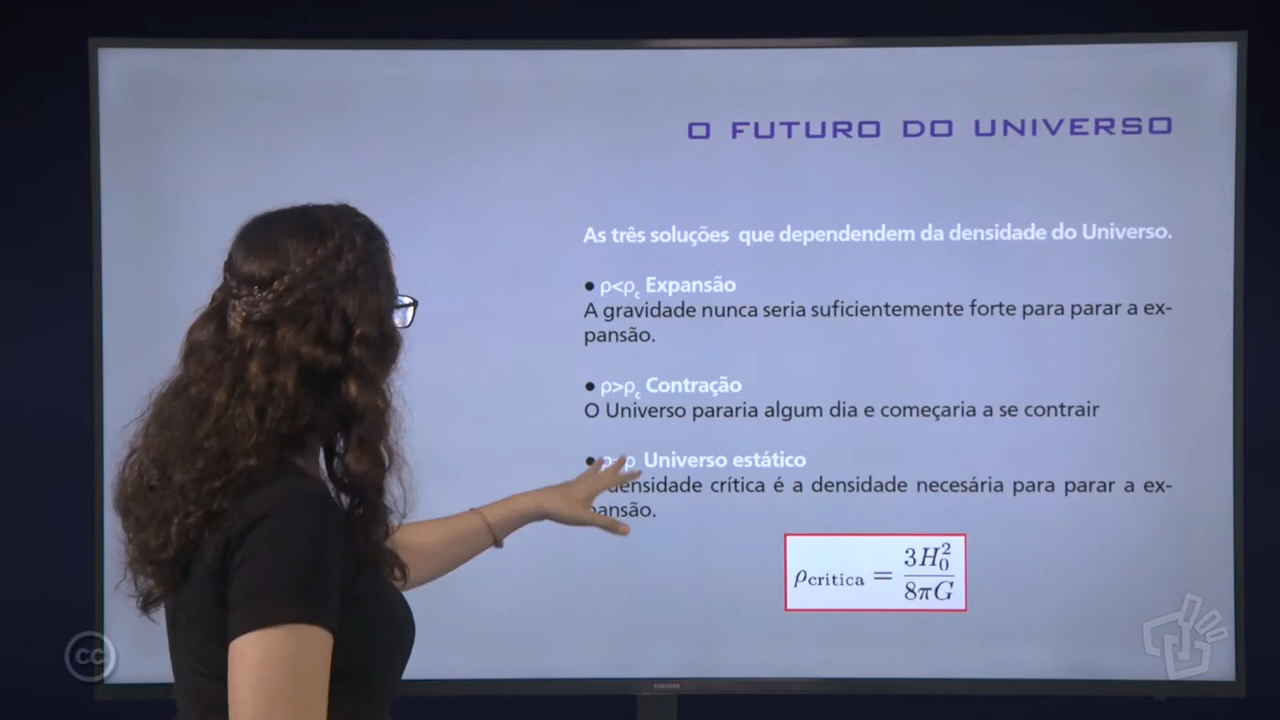 O FUTURO DO UNIVERSO
As três soluções que dependendem da densidade do Universo.
● ρ<ρc Expansão
A gravidade nunca seria suficientemente forte para parar a ex-
pansão.
● ρ>ρc Contração
O Universo pararia algum dia e começaria a se contrair
● ρ=ρ Universo estático
densidade crítica é a densidade necesária para parar a ex-
pansão.
ρcritica = 3H₀²/8πG
cc
SAMSUNG